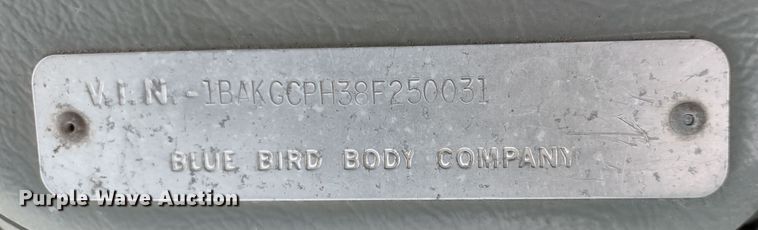 V.I.N.-1BAKGCPH38F250031
BLUE BIRD BODY COMPANY
Purple Wave Auction